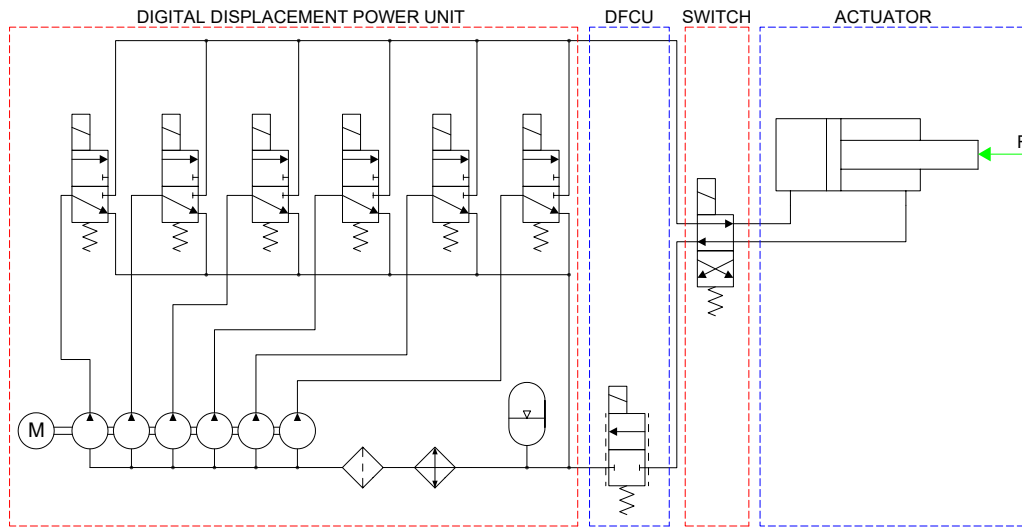 DIGITAL DISPLACEMENT POWER UNIT
DFCU
SWITCH
ACTUATOR
F
M